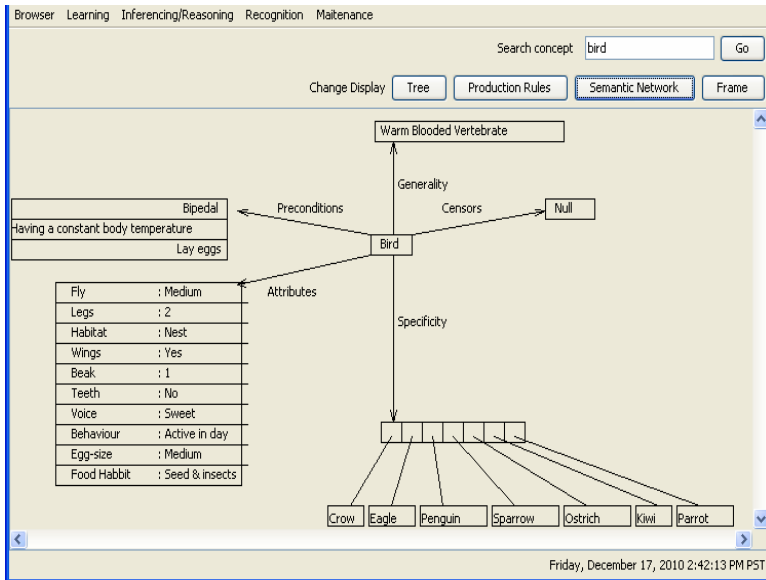 Browser Learning Inferencing/Reasoning Recognition Maitenance
Search concept bird Go
Change Display Tree Production Rules Semantic Network Frame
Warm Blooded Vertebrate
Generality
Bipedal
Having a constant body temperature
Lay eggs
Preconditions
Censors
Null
Bird
Attributes
Fly : Medium
Legs : 2
Habitat : Nest
Wings : Yes
Beak : 1
Teeth : No
Voice : Sweet
Behaviour : Active in day
Egg-size : Medium
Food Habbit : Seed & insects
Specificity
Crow Eagle Penguin Sparrow Ostrich Kiwi Parrot
Friday, December 17, 2010 2:42:13 PM PST